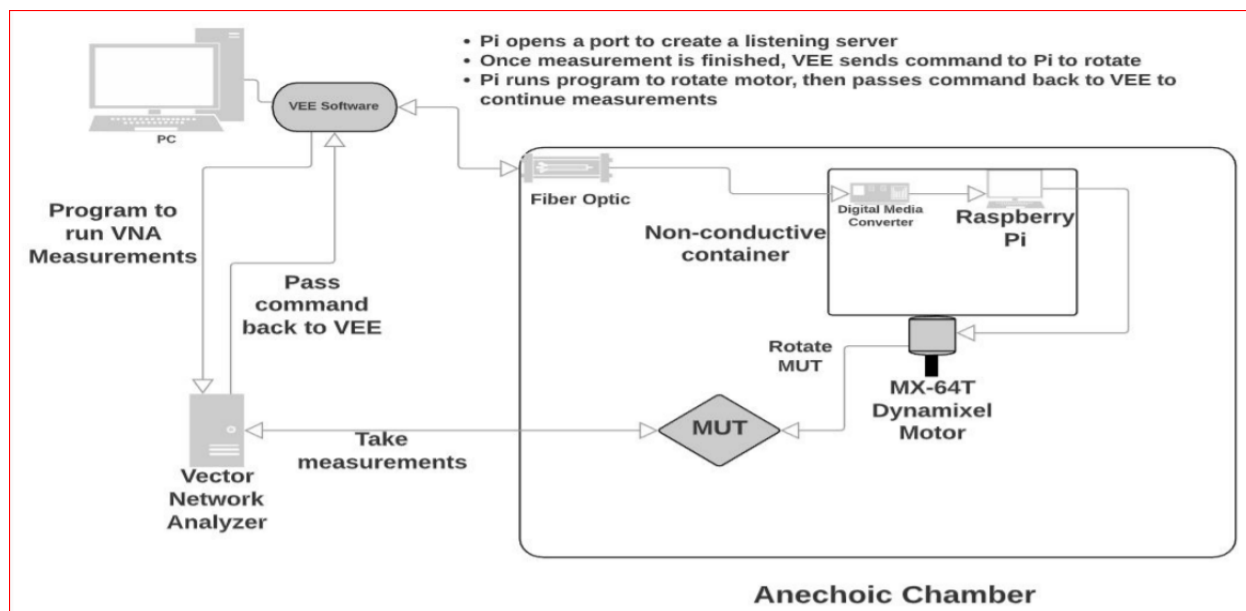 • Pi opens a port to create a listening server
• Once measurement is finished, VEE sends command to Pi to rotate
• Pi runs program to rotate motor, then passes command back to VEE to
continue measurements
VEE Software
PC
Fiber Optic
Digital Media
Converter
Raspberry
Pi
Non-conductive
container
Program to
run VNA
Measurements
Pass
command
back to VEE
Rotate
MUT
MX-64T
Dynamixel
Motor
MUT
Take
measurements
Vector
Network
Analyzer
Anechoic Chamber